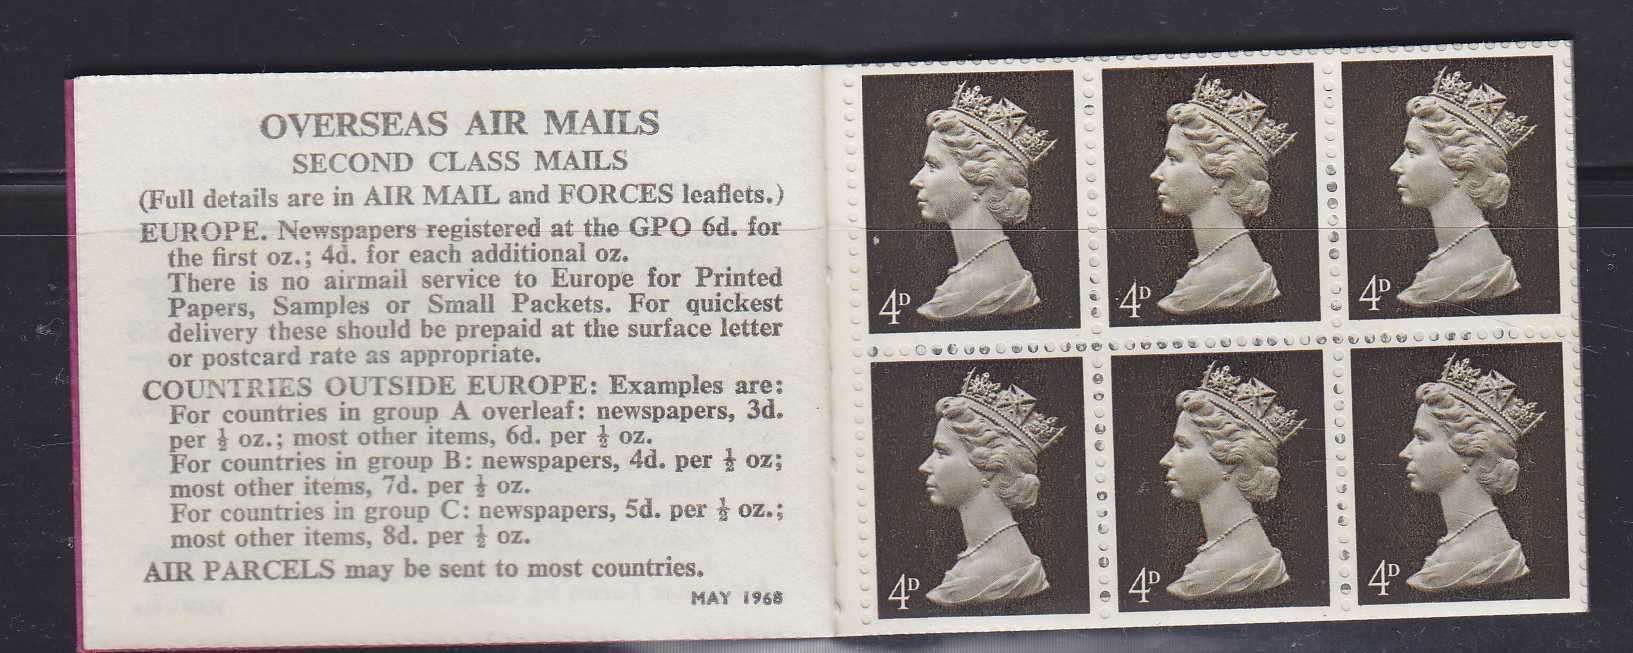 OVERSEAS AIR MAILS
SECOND CLASS MAILS
(Full details are in AIR MAIL and FORCES leaflets.)
EUROPE. Newspapers registered at the GPO 6d. for
the first oz.; 4d. for each additional oz.
There is no airmail service to Europe for Printed
Papers, Samples or Small Packets. For quickest
delivery these should be prepaid at the surface letter
or postcard rate as appropriate.
COUNTRIES OUTSIDE EUROPE: Examples are:
For countries in group A overleaf: newspapers, 3d.
per ½ oz.; most other items, 6d. per ½ oz.
For countries in group B: newspapers, 4d. per ½ oz;
most other items, 7d. per ½ oz.
For countries in group C: newspapers, 5d. per ½ oz.;
most other items, 8d. per ½ oz.
AIR PARCELS may be sent to most countries.
MAY 1968
4D
4D
4D
4D
4D
4D